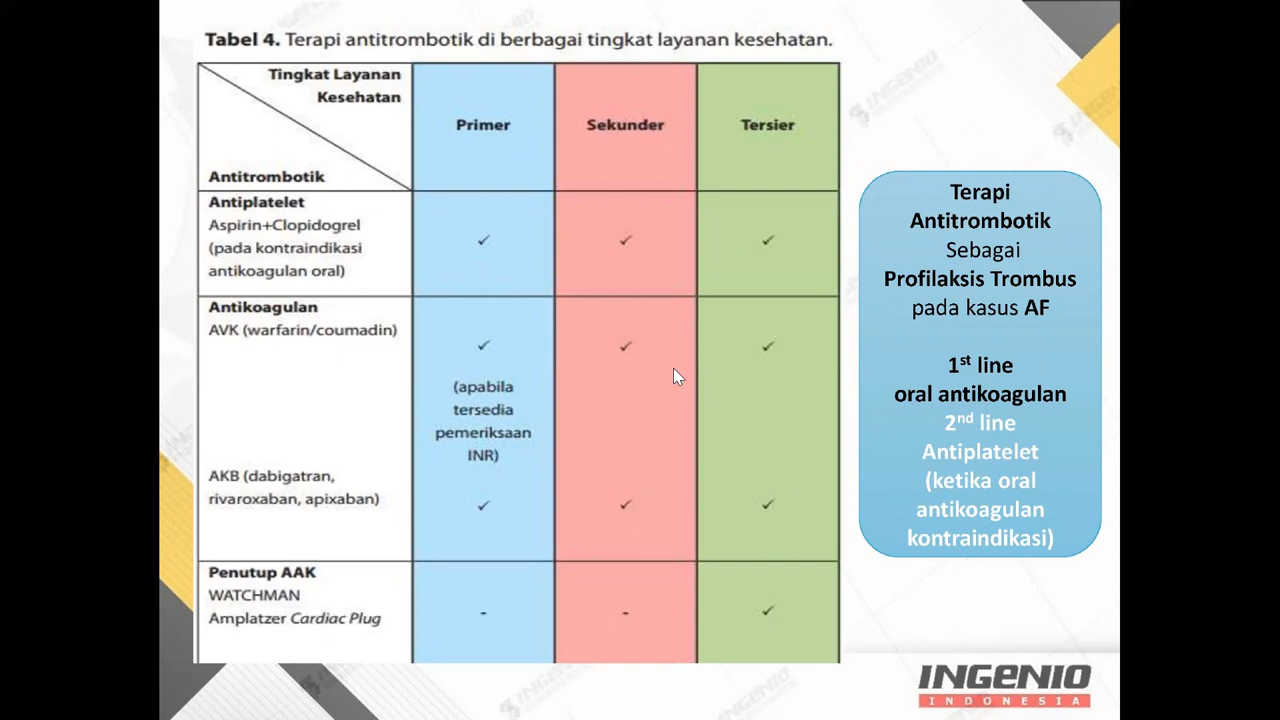 Tabel 4. Terapi antitrombotik di berbagai tingkat layanan kesehatan.
Tingkat Layanan
Kesehatan
Antitrombotik
Primer
Sekunder
Tersier
Antiplatelet
Aspirin+Clopidogrel
(pada kontraindikasi
antikoagulan oral)
✓
✓
✓
Antikoagulan
AVK (warfarin/coumadin)
✓
(apabila
tersedia
pemeriksaan
INR)
✓
✓
AKB (dabigatran,
rivaroxaban, apixaban)
✓
✓
✓
Penutup AAK
WATCHMAN
Amplatzer Cardiac Plug
-
-
✓
Terapi
Antitrombotik
Sebagai
Profilaksis Trombus
pada kasus AF
1st line
oral antikoagulan
2nd line
Antiplatelet
(ketika oral
antikoagulan
kontraindikasi)
INGENIO
INDONESIA